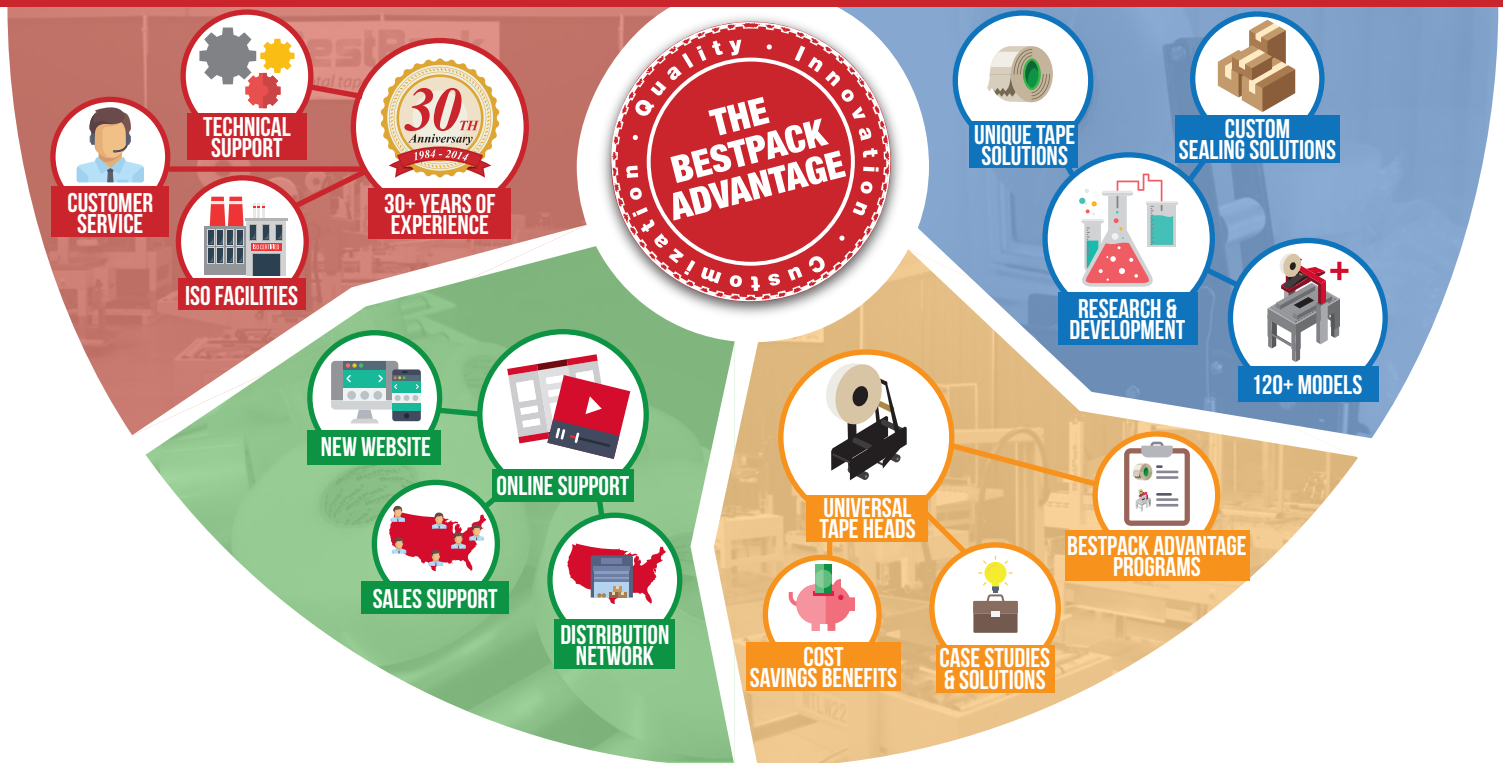 Quality · Innovation · Customization ·
THE
BESTPACK
ADVANTAGE
TECHNICAL
SUPPORT
CUSTOMER
SERVICE
30TH
Anniversary
1984 - 2014
30+ YEARS OF
EXPERIENCE
ISO FACILITIES
NEW WEBSITE
ONLINE SUPPORT
SALES SUPPORT
DISTRIBUTION
NETWORK
UNIVERSAL
TAPE HEADS
BESTPACK ADVANTAGE
PROGRAMS
COST
SAVINGS BENEFITS
CASE STUDIES
& SOLUTIONS
UNIQUE TAPE
SOLUTIONS
CUSTOM
SEALING SOLUTIONS
RESEARCH &
DEVELOPMENT
+
120+ MODELS